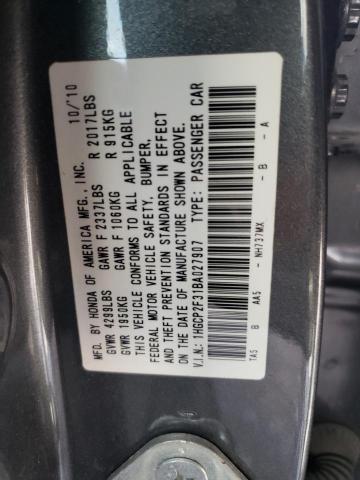 MFD. BY HONDA OF AMERICA MFG., INC. 10/'10
GVWR 4299LBS GAWR F 2337LBS R 2017LBS
GVWR 1950KG GAWR F 1060KG R 915KG
THIS VEHICLE CONFORMS TO ALL APPLICABLE
FEDERAL MOTOR VEHICLE SAFETY, BUMPER,
AND THEFT PREVENTION STANDARDS IN EFFECT
ON THE DATE OF MANUFACTURE SHOWN ABOVE.
V.I.N.: 1HGCP2F31BA027907 TYPE: PASSENGER CAR
TA5 B AA5 - NH737MX - B - A